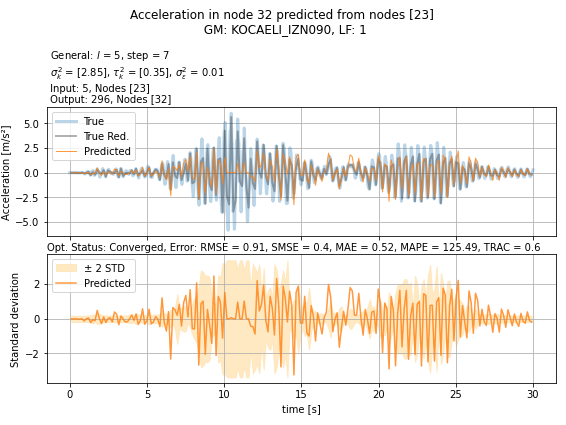 Acceleration in node 32 predicted from nodes [23]
GM: KOCAELI_IZN090, LF: 1
General: l = 5, step = 7
σ²ₖ = [2.85], τ²ₖ = [0.35], σ²ε = 0.01
Input: 5, Nodes [23]
Output: 296, Nodes [32]
Acceleration [m/s²]
5.0
2.5
0.0
−2.5
−5.0
True
True Red.
Predicted
Opt. Status: Converged, Error: RMSE = 0.91, SMSE = 0.4, MAE = 0.52, MAPE = 125.49, TRAC = 0.6
Standard deviation
2
0
−2
± 2 STD
Predicted
0 5 10 15 20 25 30
time [s]